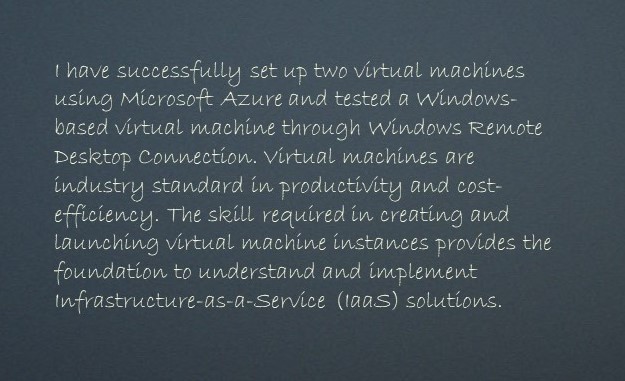 I have successfully set up two virtual machines
using Microsoft Azure and tested a Windows-
based virtual machine through Windows Remote
Desktop Connection. Virtual machines are
industry standard in productivity and cost-
efficiency. The skill required in creating and
launching virtual machine instances provides the
foundation to understand and implement
Infrastructure-as-a-Service (IaaS) solutions.